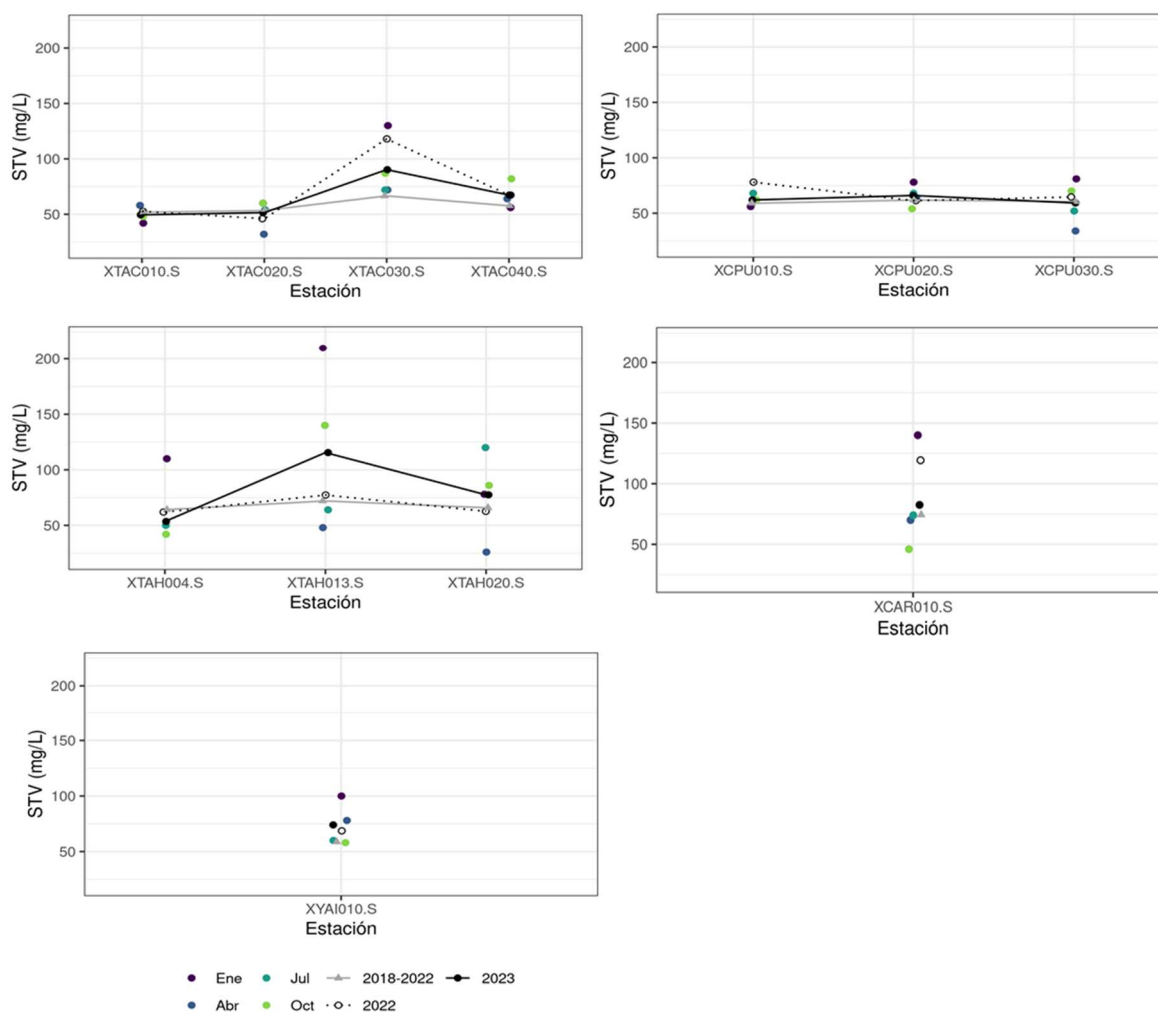 STV (mg/L)
200
150
100
50
XTAC010.S XTAC020.S XTAC030.S XTAC040.S
Estación
STV (mg/L)
200
150
100
50
XCPU010.S XCPU020.S XCPU030.S
Estación
STV (mg/L)
200
150
100
50
XTAH004.S XTAH013.S XTAH020.S
Estación
STV (mg/L)
200
150
100
50
XCAR010.S
Estación
STV (mg/L)
200
150
100
50
XYAI010.S
Estación
Ene Jul 2018-2022 2023
Abr Oct 2022